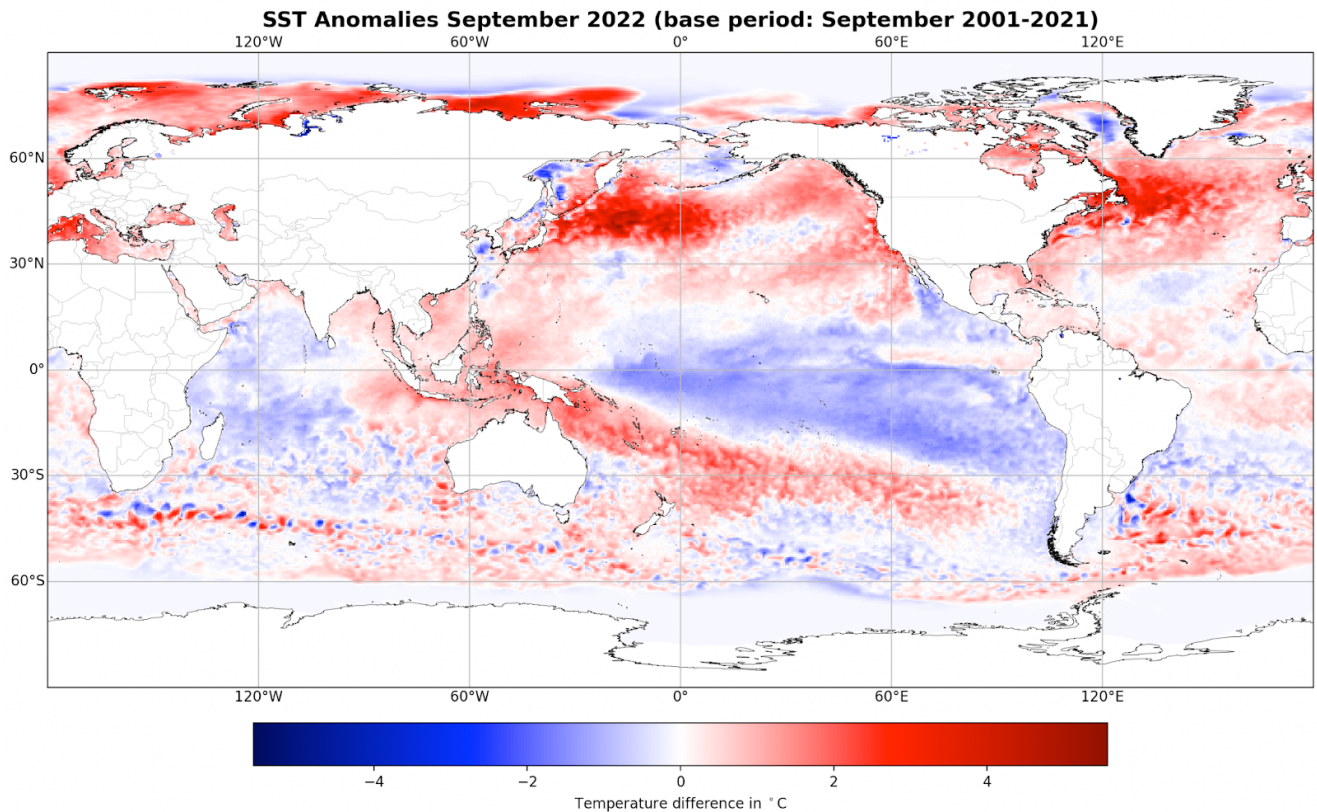 SST Anomalies September 2022 (base period: September 2001-2021)
120°W 60°W 0° 60°E 120°E
60°N
30°N
0°
30°S
60°S
120°W 60°W 0° 60°E 120°E
−4 −2 0 2 4
Temperature difference in °C